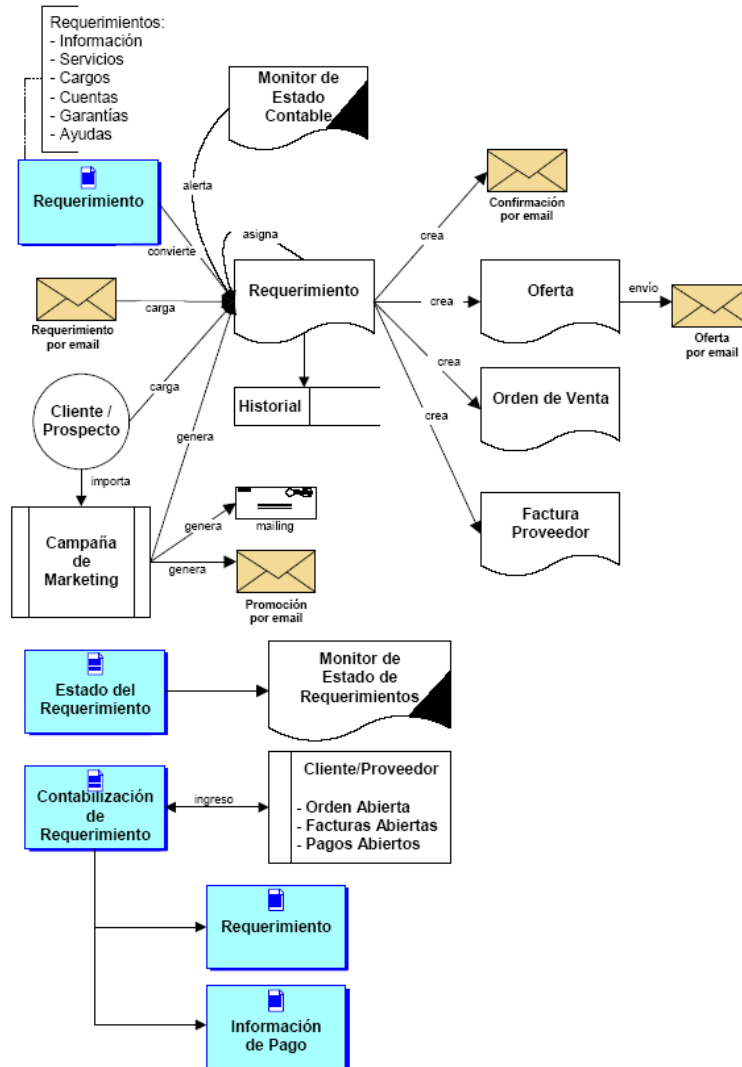 Requerimientos:
- Información
- Servicios
- Cargos
- Cuentas
- Garantías
- Ayudas
Monitor de
Estado
Contable
Requerimiento
alerta
convierte
asigna
Requerimiento
Confirmación
por email
crea
Requerimiento
por email
carga
crea
Oferta
envío
Oferta
por email
Cliente /
Prospecto
carga
genera
Historial
crea
crea
Orden de Venta
importa
Campaña
de
Marketing
genera
mailing
genera
Promoción
por email
Factura
Proveedor
Estado del
Requerimiento
Monitor de
Estado de
Requerimientos
Contabilización
de
Requerimiento
ingreso
Cliente/Proveedor
- Orden Abierta
- Facturas Abiertas
- Pagos Abiertos
Requerimiento
Información
de Pago